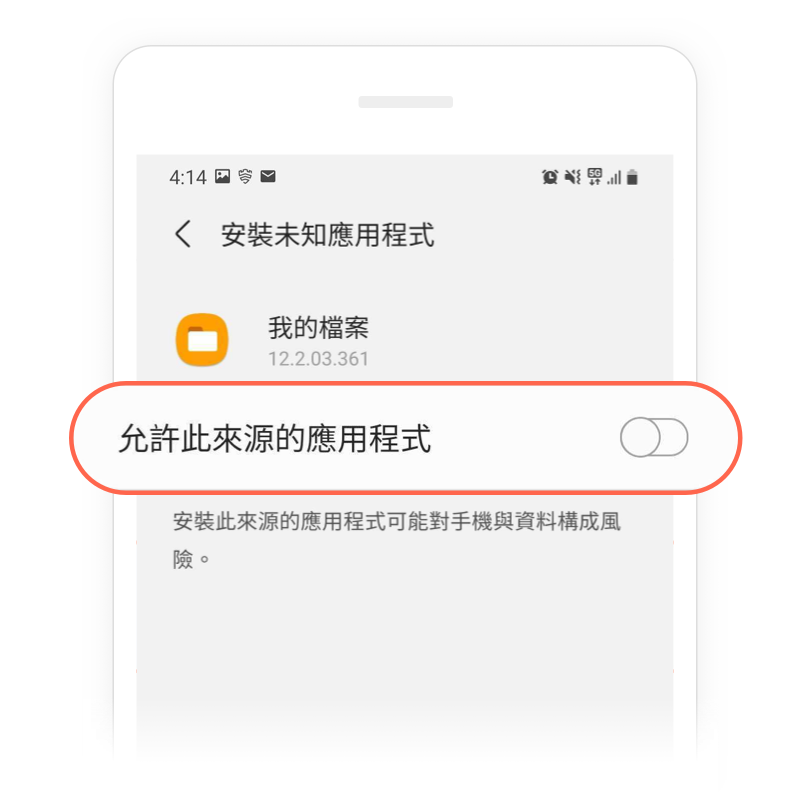 4:14
5G
安裝未知應用程式
我的檔案
12.2.03.361
允許此來源的應用程式
安裝此來源的應用程式可能對手機與資料構成風
險。